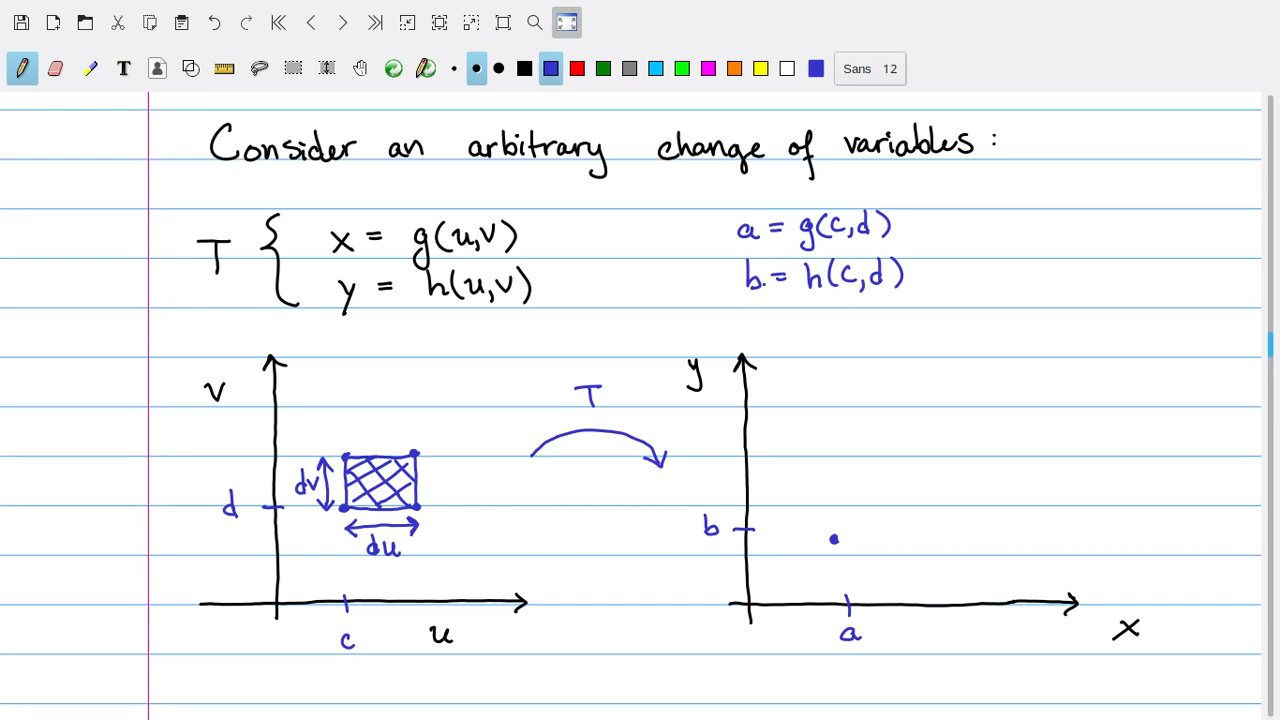 Sans 12
Consider an arbitrary change of variables :
T { x = g(u,v)
y = h(u,v)
a = g(c,d)
b = h(c,d)
v
y
T
dv
d
du
b
c
u
a
x